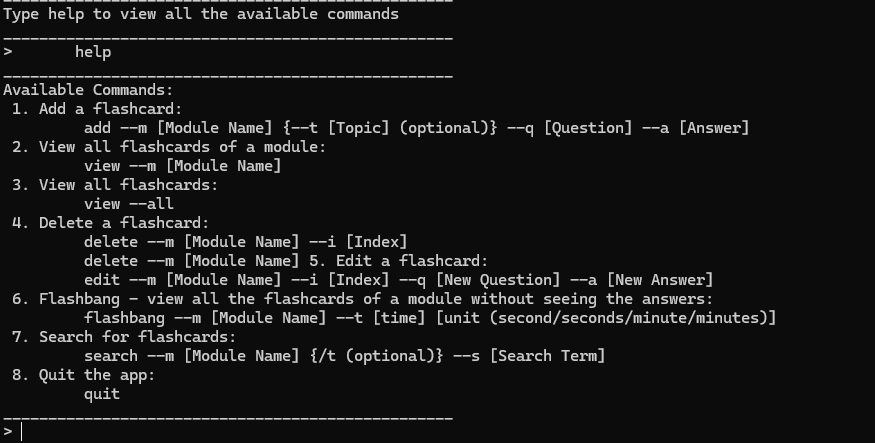 __________________________________________________
Type help to view all the available commands
__________________________________________________
>       help
__________________________________________________
Available Commands:
 1. Add a flashcard:
         add --m [Module Name] {--t [Topic] (optional)} --q [Question] --a [Answer]
 2. View all flashcards of a module:
         view --m [Module Name]
 3. View all flashcards:
         view --all
 4. Delete a flashcard:
         delete --m [Module Name] --i [Index]
         delete --m [Module Name] 5. Edit a flashcard:
         edit --m [Module Name] --i [Index] --q [New Question] --a [New Answer]
 6. Flashbang - view all the flashcards of a module without seeing the answers:
         flashbang --m [Module Name] --t [time] [unit (second/seconds/minute/minutes)]
 7. Search for flashcards:
         search --m [Module Name] {/t (optional)} --s [Search Term]
 8. Quit the app:
         quit
__________________________________________________
>